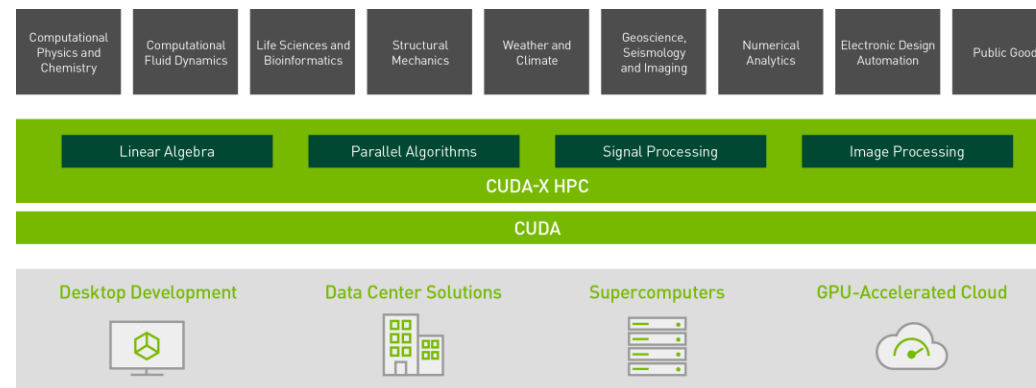 Computational
Physics and
Chemistry
Computational
Fluid Dynamics
Life Sciences and
Bioinformatics
Structural
Mechanics
Weather and
Climate
Geoscience,
Seismology
and Imaging
Numerical
Analytics
Electronic Design
Automation
Public Good
Linear Algebra
Parallel Algorithms
Signal Processing
Image Processing
CUDA-X HPC
CUDA
Desktop Development
Data Center Solutions
Supercomputers
GPU-Accelerated Cloud